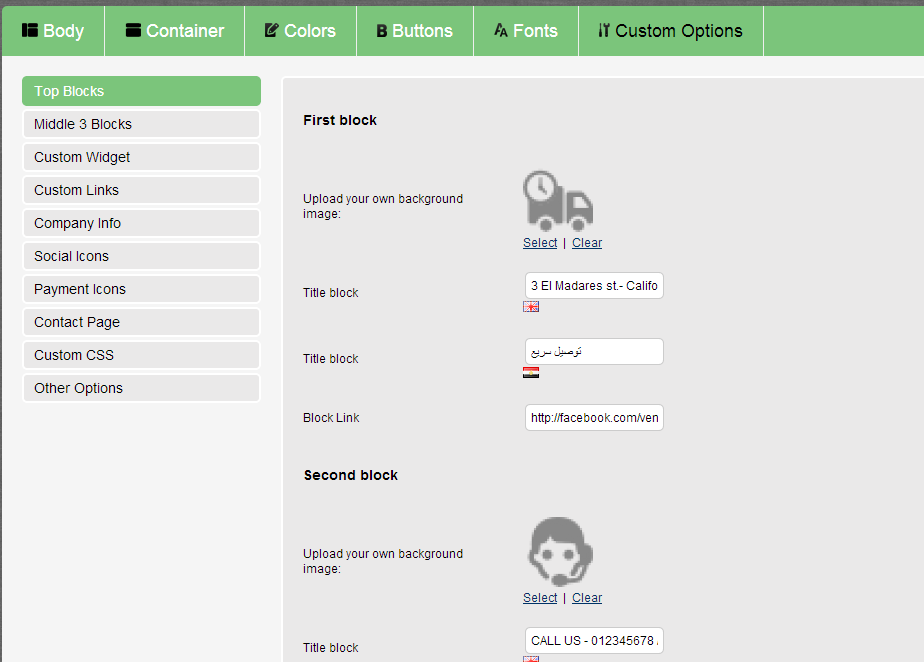 Body
Container
Colors
B Buttons
Fonts
Custom Options
Top Blocks
Middle 3 Blocks
Custom Widget
Custom Links
Company Info
Social Icons
Payment Icons
Contact Page
Custom CSS
Other Options
First block
Upload your own background
image:
Select | Clear
Title block
3 El Madares st.- Califo
Title block
توصيل سريع
Block Link
http://facebook.com/ven
Second block
Upload your own background
image:
Select | Clear
Title block
CALL US - 012345678